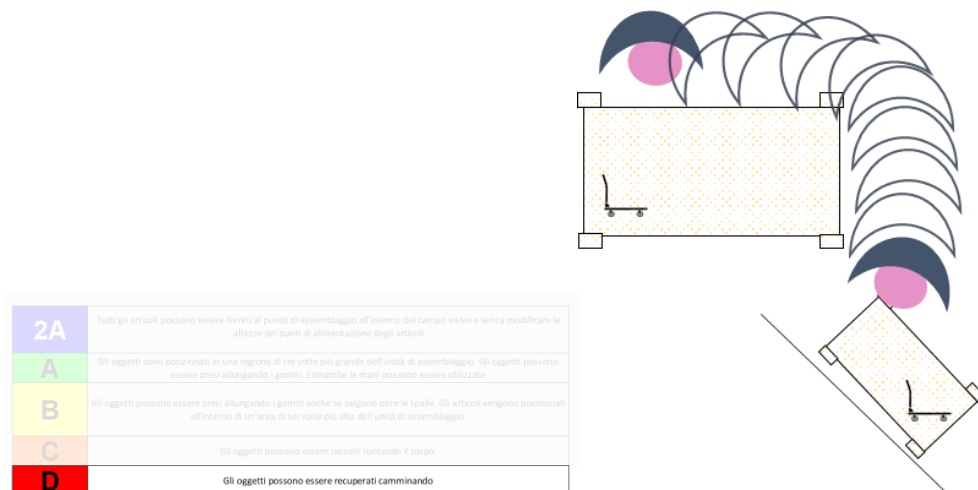 2A
Tutti gli articoli possono essere forniti al punto di assemblaggio all'interno del campo visivo e senza modificare le
altezze dei punti di alimentazione degli articoli
A
Gli oggetti sono posizionati in una regione di tre volte più grande dell'unità di assemblaggio. Gli oggetti possono
essere presi allungando i gomiti. Entrambe le mani possono essere utilizzate
B
Gli oggetti possono essere presi allungando i gomiti anche se salgono oltre le spalle. Gli articoli vengono posizionati
all'interno di un'area di sei volte più alta dell'unità di assemblaggio.
C
Gli oggetti possono essere raccolti ruotando il corpo.
D
Gli oggetti possono essere recuperati camminando